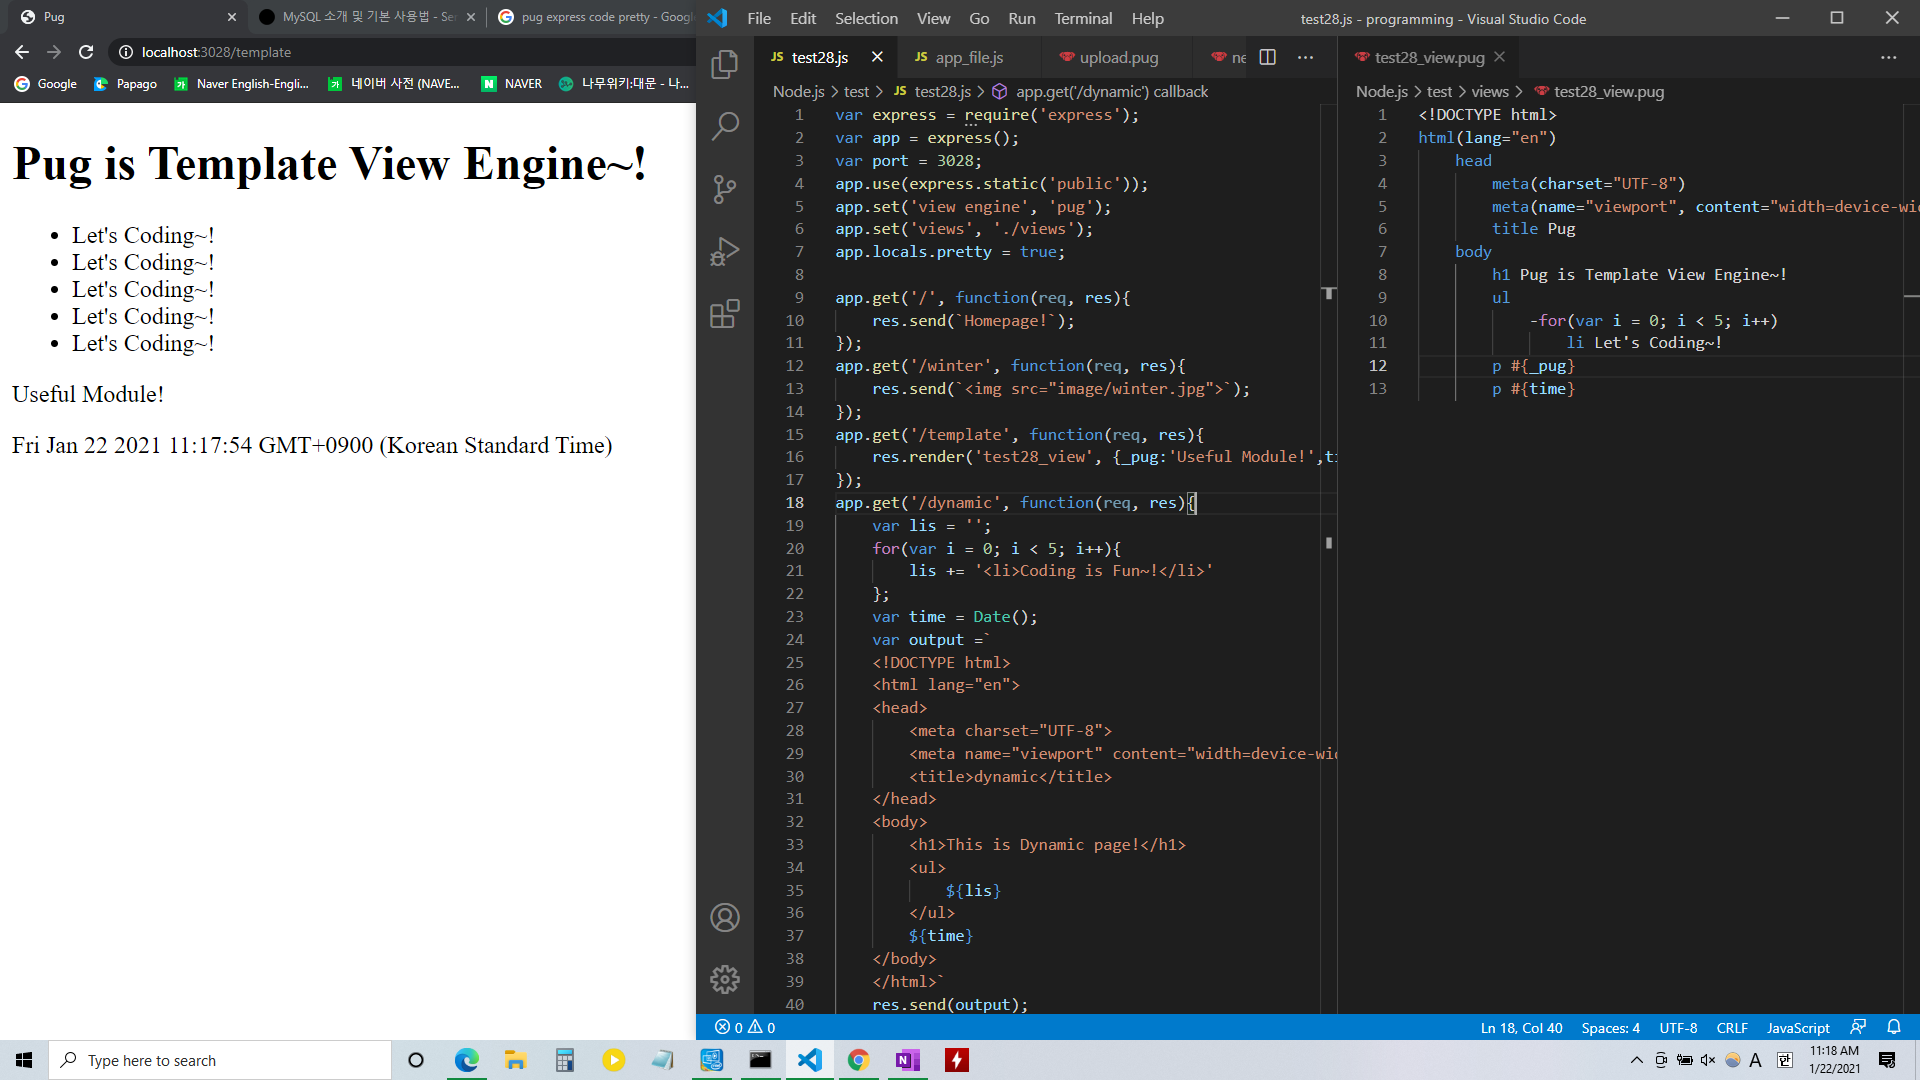 Pug
MySQL 소개 및 기본 사용법 - Ser
pug express code pretty - Google
localhost:3028/template
Google
Papago
Naver English-Engli...
네이버 사전 (NAVE...
NAVER
나무위키:대문 - 나...
Pug is Template View Engine~!
• Let's Coding~!
• Let's Coding~!
• Let's Coding~!
• Let's Coding~!
• Let's Coding~!
Useful Module!
Fri Jan 22 2021 11:17:54 GMT+0900 (Korean Standard Time)
File Edit Selection View Go Run Terminal Help
test28.js - programming - Visual Studio Code
JS test28.js
JS app_file.js
upload.pug
ne
Node.js > test > JS test28.js > app.get('/dynamic') callback
1 var express = require('express');
2 var app = express();
3 var port = 3028;
4 app.use(express.static('public'));
5 app.set('view engine', 'pug');
6 app.set('views', './views');
7 app.locals.pretty = true;
8
9 app.get('/', function(req, res){
10 res.send(`Homepage!`);
11 });
12 app.get('/winter', function(req, res){
13 res.send(`<img src="image/winter.jpg">`);
14 });
15 app.get('/template', function(req, res){
16 res.render('test28_view', {_pug:'Useful Module!',ti
17 });
18 app.get('/dynamic', function(req, res){
19 var lis = '';
20 for(var i = 0; i < 5; i++){
21 lis += '<li>Coding is Fun~!</li>'
22 };
23 var time = Date();
24 var output =`
25 <!DOCTYPE html>
26 <html lang="en">
27 <head>
28 <meta charset="UTF-8">
29 <meta name="viewport" content="width=device-wid
30 <title>dynamic</title>
31 </head>
32 <body>
33 <h1>This is Dynamic page!</h1>
34 <ul>
35 ${lis}
36 </ul>
37 ${time}
38 </body>
39 </html>`
40 res.send(output);
test28_view.pug
Node.js > test > views > test28_view.pug
1 <!DOCTYPE html>
2 html(lang="en")
3 head
4 meta(charset="UTF-8")
5 meta(name="viewport", content="width=device-wi
6 title Pug
7 body
8 h1 Pug is Template View Engine~!
9 ul
10 -for(var i = 0; i < 5; i++)
11 li Let's Coding~!
12 p #{_pug}
13 p #{time}
0 0
Ln 18, Col 40 Spaces: 4 UTF-8 CRLF JavaScript
Type here to search
A 한
11:18 AM
1/22/2021